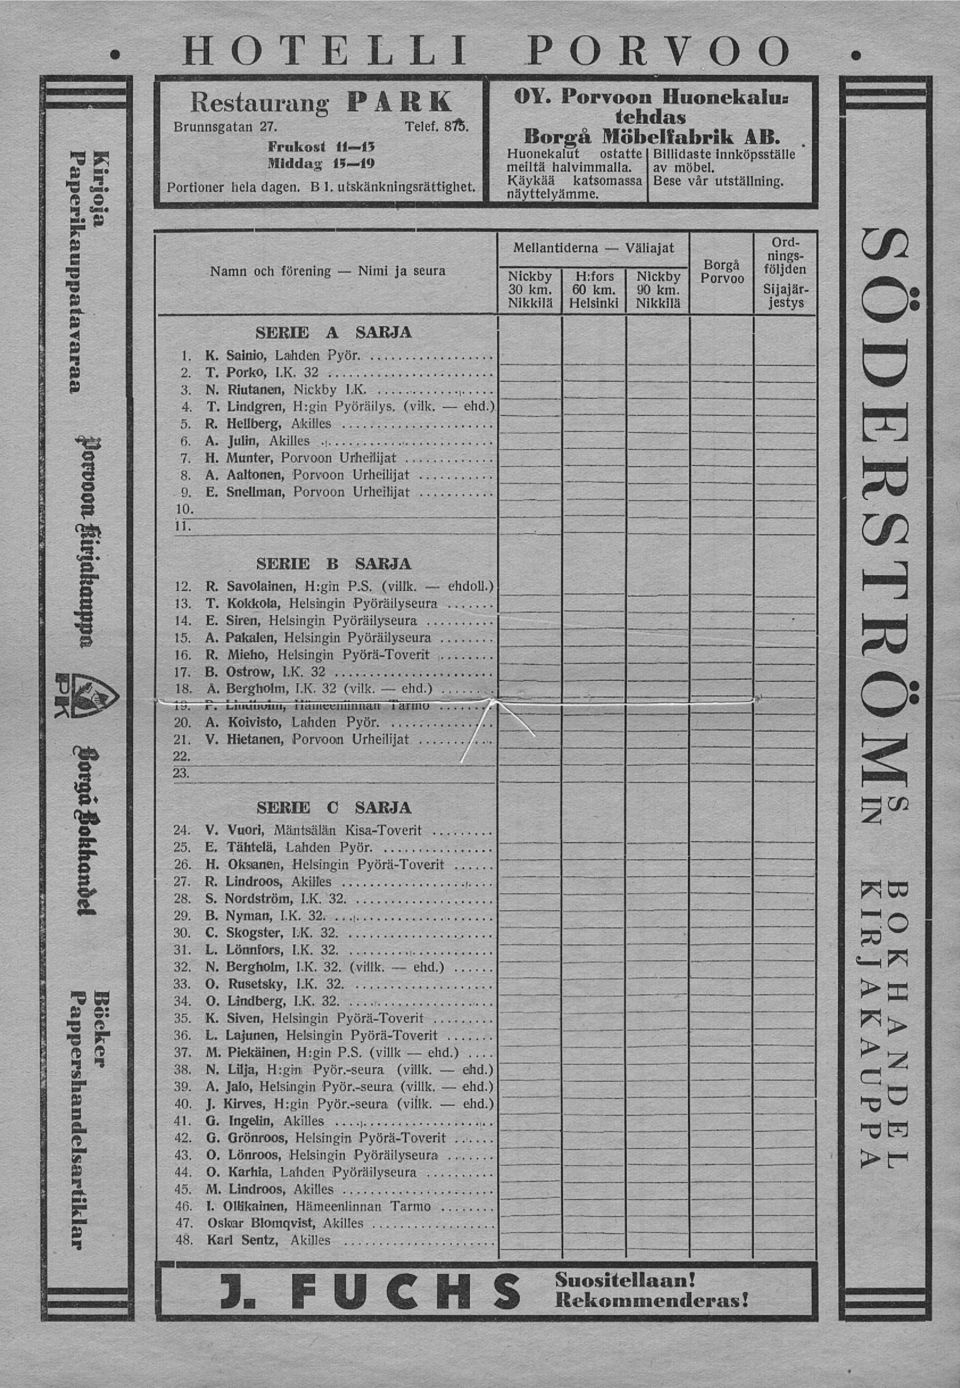 • HOTELLI PORVOO •
Restaurang PARK
Brunnsgatan 27. Telef. 875.
Frukost 11—13
Middag 15—19
Portioner hela dagen. B l. utskänkningsrättighet.
OY. Porvoon Huonekalu-
tehdas
Borgå Möbelfabrik AB.
Huonekalut ostatte
meiltä halvimmalla.
Käykää katsomassa
näyttelyämme.
Billidaste innköpsställe
av möbel.
Bese vår utställning.
Kirjoja
Paperikauppatavaraa
Porvoon Kirjakauppa
PK
Borgå Bokhandel
Böcker
Pappershandelsartiklar
Namn och förening — Nimi ja seura
Mellantiderna — Väliajat
Nickby
30 km.
Nikkilä
H:fors
60 km.
Helsinki
Nickby
90 km.
Nikkilä
Borgå
Porvoo
Ord-
nings-
följden
Sijajär-
jestys
SERIE A SARJA
1. K. Sainio, Lahden Pyör.
2. T. Porko, I.K. 32
3. N. Riutanen, Nickby I.K.
4. T. Lindgren, H:gin Pyöräilys. (vilk. — ehd.)
5. R. Hellberg, Akilles
6. A. Julin, Akilles
7. H. Munter, Porvoon Urheilijat
8. A. Aaltonen, Porvoon Urheilijat
9. E. Snellman, Porvoon Urheilijat
10.
11.
SERIE B SARJA
12. R. Savolainen, H:gin P.S. (villk. — ehdoll.)
13. T. Kokkola, Helsingin Pyöräilyseura
14. E. Siren, Helsingin Pyöräilyseura
15. A. Pakalen, Helsingin Pyöräilyseura
16. R. Mieho, Helsingin Pyörä-Toverit
17. B. Ostrow, I.K. 32
18. A. Bergholm, I.K. 32 (vilk. — ehd.)
19. P. Lindholm, Hämeenlinnan Tarmo
20. A. Koivisto, Lahden Pyör.
21. V. Hietanen, Porvoon Urheilijat
22.
23.
SERIE C SARJA
24. V. Vuori, Mäntsälän Kisa-Toverit
25. E. Tähtelä, Lahden Pyör.
26. H. Oksanen, Helsingin Pyörä-Toverit
27. R. Lindroos, Akilles
28. S. Nordström, I.K. 32.
29. B. Nyman, I.K. 32.
30. C. Skogster, I.K. 32.
31. L. Lönnfors, I.K. 32.
32. N. Bergholm, I.K. 32. (villk. — ehd.)
33. O. Rusetsky, I.K. 32.
34. O. Lindberg, I.K. 32.
35. K. Siven, Helsingin Pyörä-Toverit
36. L. Lajunen, Helsingin Pyörä-Toverit
37. M. Piekäinen, H:gin P.S. (villk — ehd.)
38. N. Lilja, H:gin Pyör.-seura (villk. — ehd.)
39. A. Jalo, Helsingin Pyör.-seura (villk. — ehd.)
40. J. Kirves, H:gin Pyör.-seura (villk. — ehd.)
41. G. Ingelin, Akilles
42. G. Grönroos, Helsingin Pyörä-Toverit
43. O. Lönroos, Helsingin Pyöräilyseura
44. O. Karhia, Lahden Pyöräilyseura
45. M. Lindroos, Akilles
46. I. Ollikainen, Hämeenlinnan Tarmo
47. Oskar Blomqvist, Akilles
48. Karl Sentz, Akilles
SÖDERSTRÖM S BOKHANDEL
IN KIRJAKAUPPA
J. FUCHS
Suositellaan!
Rekommenderas!